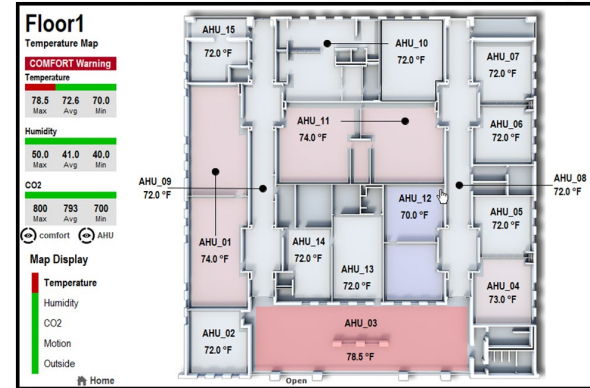 Floor1
Temperature Map
COMFORT Warning
Temperature
78.5 72.6 70.0
Max Avg Min
Humidity
50.0 41.0 40.0
Max Avg Min
CO2
800 793 700
Max Avg Min
comfort AHU
Map Display
Temperature
Humidity
CO2
Motion
Outside
Home
AHU_15
72.0 °F
AHU_10
72.0 °F
AHU_07
72.0 °F
AHU_11
74.0 °F
AHU_06
72.0 °F
AHU_09
72.0 °F
AHU_08
72.0 °F
AHU_12
70.0 °F
AHU_05
72.0 °F
AHU_01
74.0 °F
AHU_14
72.0 °F
AHU_13
72.0 °F
AHU_04
73.0 °F
AHU_02
72.0 °F
AHU_03
78.5 °F
Open